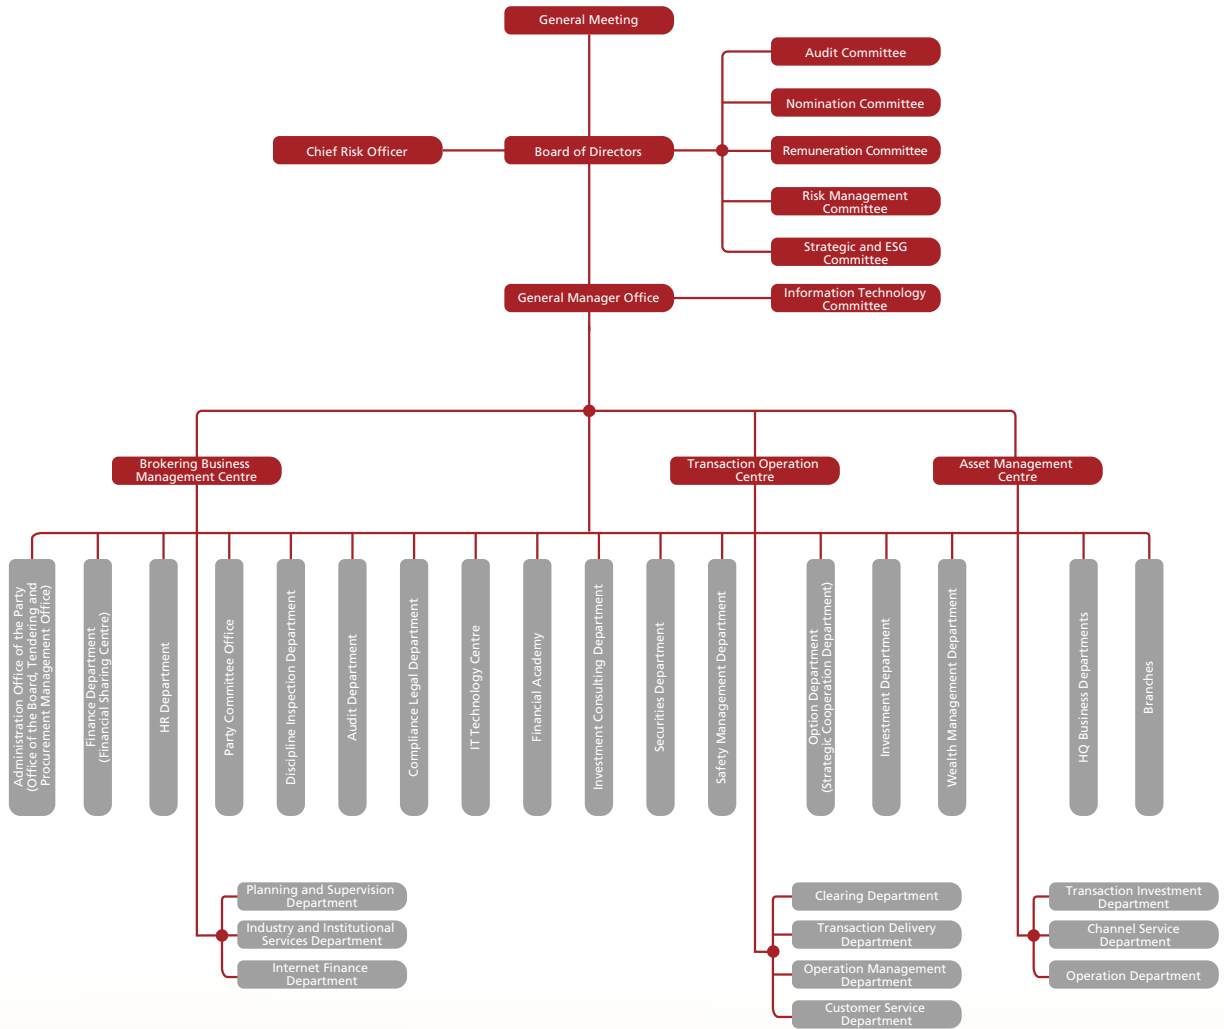 General Meeting
Audit Committee
Nomination Committee
Chief Risk Officer
Board of Directors
Remuneration Committee
Risk Management
Committee
Strategic and ESG
Committee
General Manager Office
Information Technology
Committee
Brokering Business
Management Centre
Transaction Operation
Centre
Asset Management
Centre
Administration Office of the Party
(Office of the Board, Tendering and
Procurement Management Office)
Finance Department
(Financial Sharing Centre)
HR Department
Party Committee Office
Discipline Inspection Department
Audit Department
Compliance Legal Department
IT Technology Centre
Financial Academy
Investment Consulting Department
Securities Department
Safety Management Department
Option Department
(Strategic Cooperation Department)
Investment Department
Wealth Management Department
HQ Business Departments
Branches
Planning and Supervision
Department
Industry and Institutional
Services Department
Internet Finance
Department
Clearing Department
Transaction Delivery
Department
Operation Management
Department
Customer Service
Department
Transaction Investment
Department
Channel Service
Department
Operation Department